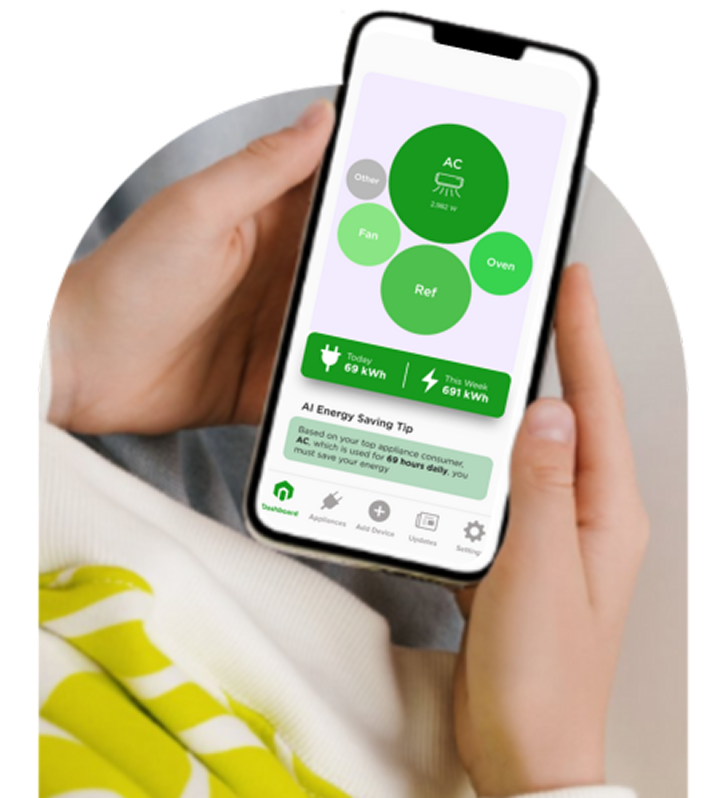 AC
2,982 W
Other
Fan
Oven
Ref
Today
69 kWh
This Week
691 kWh
AI Energy Saving Tip
Based on your top appliance consumer,
AC, which is used for 69 hours daily, you
must save your energy
Dashboard
Appliances
Add Device
Updates
Setting